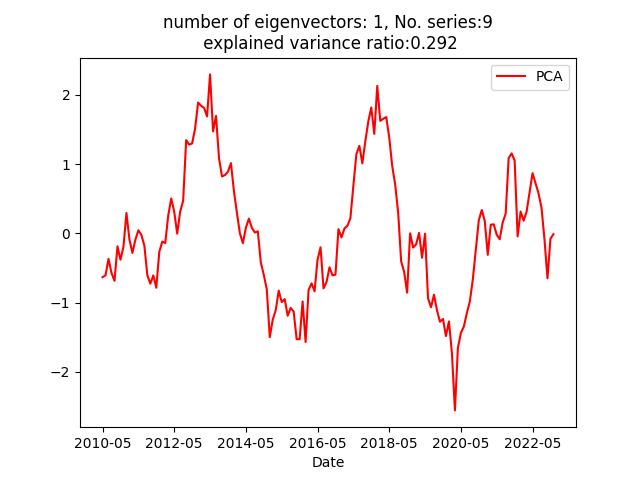 number of eigenvectors: 1, No. series:9
explained variance ratio:0.292
PCA
2
1
0
−1
−2
2010-05 2012-05 2014-05 2016-05 2018-05 2020-05 2022-05
Date